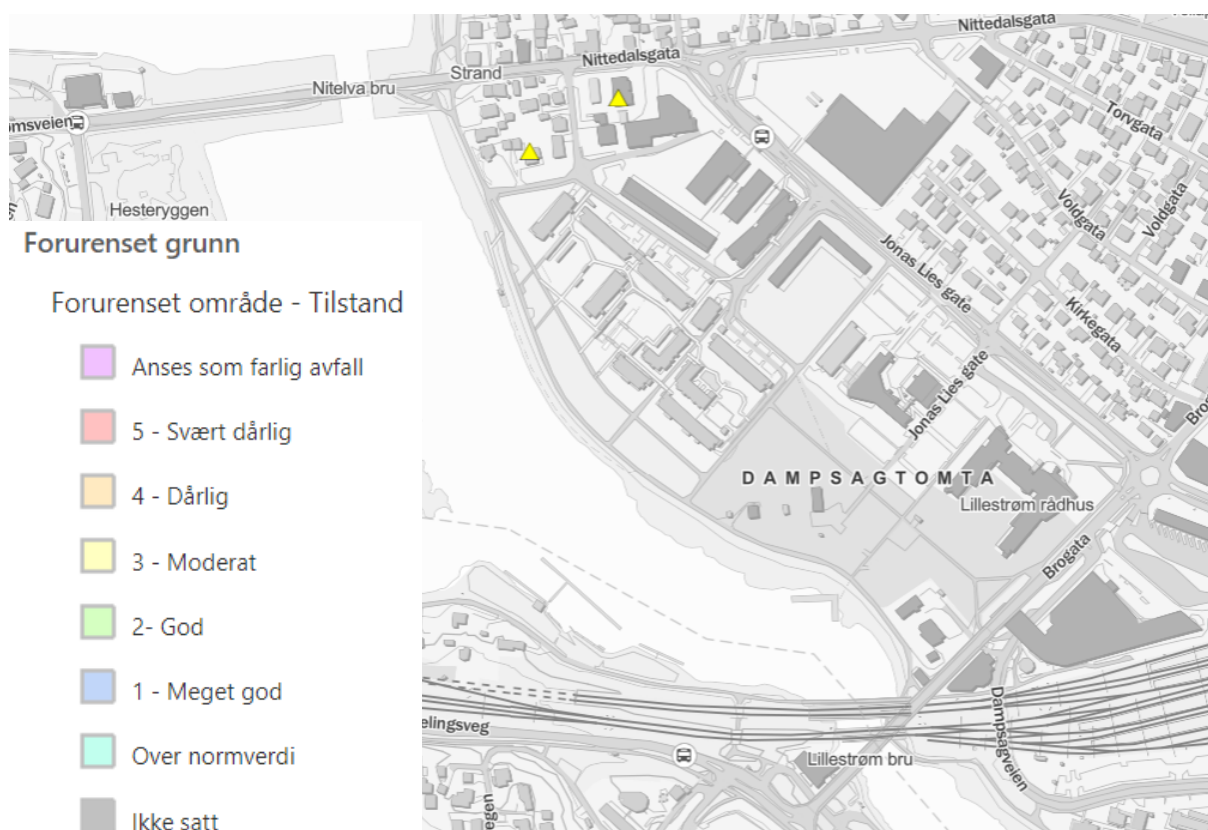 Nittedalsgata
Nittedalsgata
Strand
Nitelva bru
omsveien
Torvgata
Hesteryggen
Voldgata
Voldgata
Forurenset grunn
Jonas Lies gate
Forurenset område - Tilstand
Kirkegata
Anses som farlig avfall
Jonas Lies gate
5 - Svært dårlig
DAMPSAGTOMTA
4 - Dårlig
Lillestrøm rådhus
Brogata
3 - Moderat
2- God
1 - Meget god
Dampsagveien
elingsveg
Over normverdi
Lillestrøm bru
Ikke satt